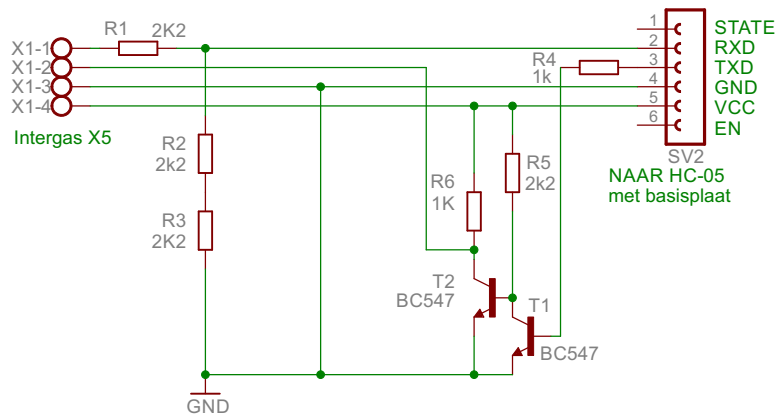 R1
2K2
X1-1
X1-2
X1-3
X1-4
Intergas X5
R4
1k
1
2
3
4
5
6
STATE
RXD
TXD
GND
VCC
EN
SV2
NAAR HC-05
met basisplaat
R2
2k2
R3
2K2
R6
1K
R5
2k2
T2
BC547
T1
BC547
GND